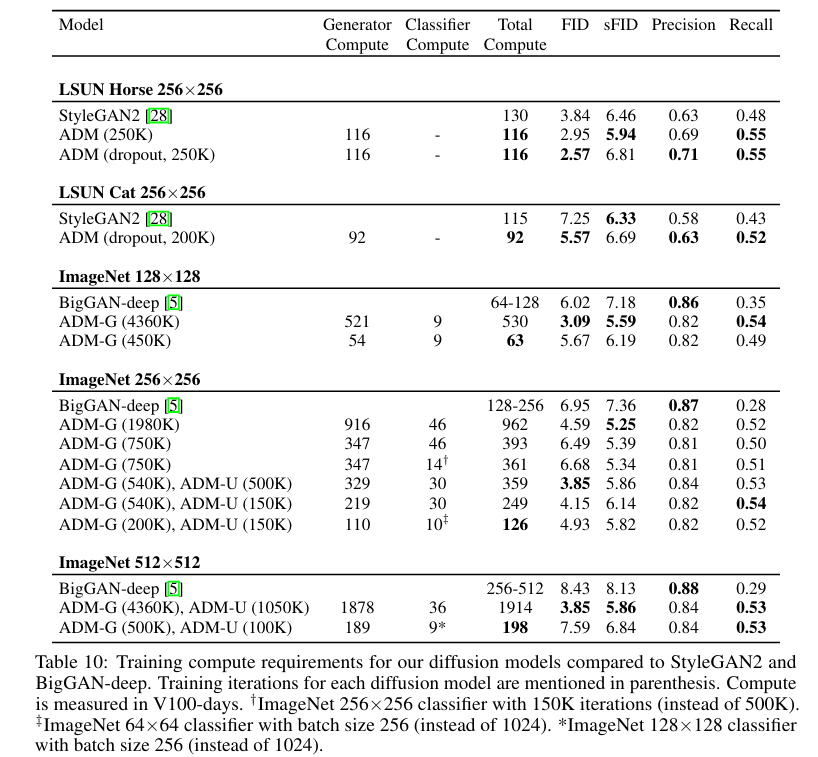 Model Generator Classifier Total FID sFID Precision Recall
Compute Compute Compute
LSUN Horse 256×256
StyleGAN2 [28] 130 3.84 6.46 0.63 0.48
ADM (250K) 116 - 116 2.95 5.94 0.69 0.55
ADM (dropout, 250K) 116 - 116 2.57 6.81 0.71 0.55
LSUN Cat 256×256
StyleGAN2 [28] 115 7.25 6.33 0.58 0.43
ADM (dropout, 200K) 92 - 92 5.57 6.69 0.63 0.52
ImageNet 128×128
BigGAN-deep [5] 64-128 6.02 7.18 0.86 0.35
ADM-G (4360K) 521 9 530 3.09 5.59 0.82 0.54
ADM-G (450K) 54 9 63 5.67 6.19 0.82 0.49
ImageNet 256×256
BigGAN-deep [5] 128-256 6.95 7.36 0.87 0.28
ADM-G (1980K) 916 46 962 4.59 5.25 0.82 0.52
ADM-G (750K) 347 46 393 6.49 5.39 0.81 0.50
ADM-G (750K) 347 14† 361 6.68 5.34 0.81 0.51
ADM-G (540K), ADM-U (500K) 329 30 359 3.85 5.86 0.84 0.53
ADM-G (540K), ADM-U (150K) 219 30 249 4.15 6.14 0.82 0.54
ADM-G (200K), ADM-U (150K) 110 10‡ 126 4.93 5.82 0.82 0.52
ImageNet 512×512
BigGAN-deep [5] 256-512 8.43 8.13 0.88 0.29
ADM-G (4360K), ADM-U (1050K) 1878 36 1914 3.85 5.86 0.84 0.53
ADM-G (500K), ADM-U (100K) 189 9* 198 7.59 6.84 0.84 0.53
Table 10: Training compute requirements for our diffusion models compared to StyleGAN2 and
BigGAN-deep. Training iterations for each diffusion model are mentioned in parenthesis. Compute
is measured in V100-days. †ImageNet 256×256 classifier with 150K iterations (instead of 500K).
‡ImageNet 64×64 classifier with batch size 256 (instead of 1024). *ImageNet 128×128 classifier
with batch size 256 (instead of 1024).